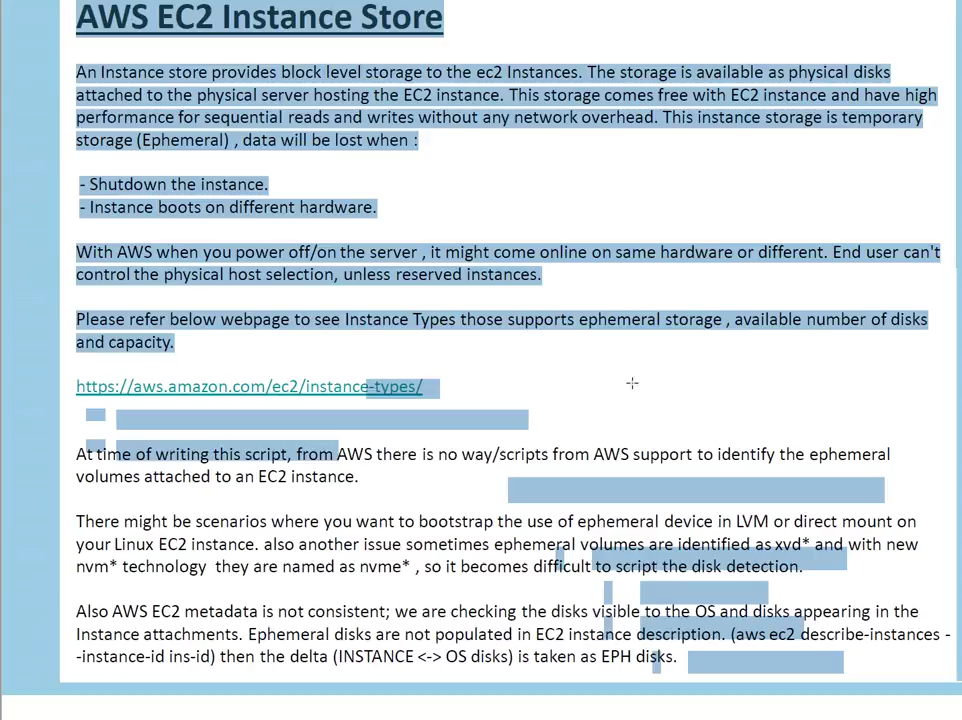 AWS EC2 Instance Store
An Instance store provides block level storage to the ec2 Instances. The storage is available as physical disks
attached to the physical server hosting the EC2 instance. This storage comes free with EC2 instance and have high
performance for sequential reads and writes without any network overhead. This instance storage is temporary
storage (Ephemeral) , data will be lost when :
- Shutdown the instance.
- Instance boots on different hardware.
With AWS when you power off/on the server , it might come online on same hardware or different. End user can't
control the physical host selection, unless reserved instances.
Please refer below webpage to see Instance Types those supports ephemeral storage , available number of disks
and capacity.
https://aws.amazon.com/ec2/instance-types/
At time of writing this script, from AWS there is no way/scripts from AWS support to identify the ephemeral
volumes attached to an EC2 instance.
There might be scenarios where you want to bootstrap the use of ephemeral device in LVM or direct mount on
your Linux EC2 instance. also another issue sometimes ephemeral volumes are identified as xvd* and with new
nvm* technology  they are named as nvme* , so it becomes difficult to script the disk detection.
Also AWS EC2 metadata is not consistent; we are checking the disks visible to the OS and disks appearing in the
Instance attachments. Ephemeral disks are not populated in EC2 instance description. (aws ec2 describe-instances -
-instance-id ins-id) then the delta (INSTANCE <-> OS disks) is taken as EPH disks.